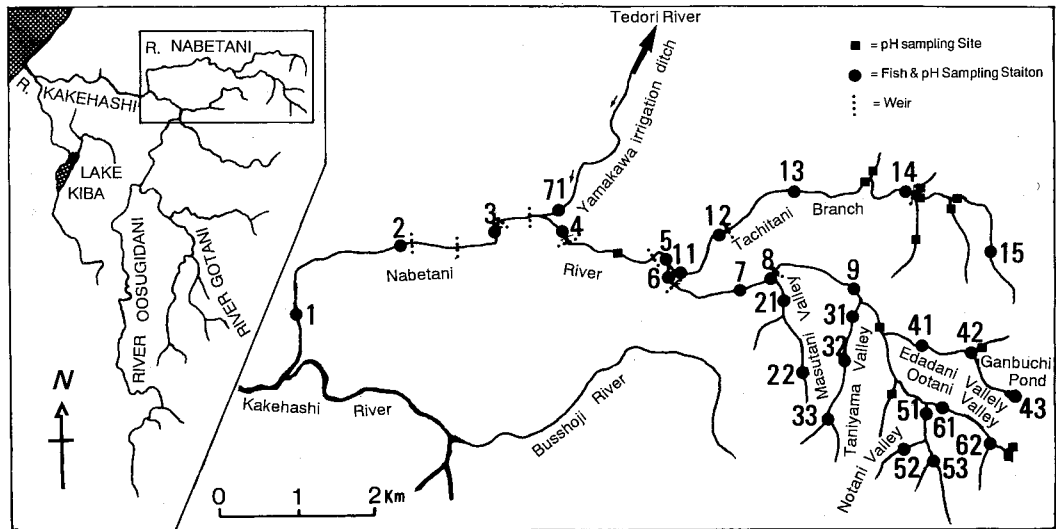 R. NABETANI
R. KAKEHASHI
LAKE
KIBA
RIVER OOSUGIDANI
RIVER GOTANI
N
Tedori River
Yamakawa irrigation ditch
■ = pH sampling Site
● = Fish & pH Sampling Staiton
= Weir
71
2
3
4
5
6
11
12
13
14
15
Tachitani Branch
Nabetani River
1
7
8
9
21
22
Masutani Valley
31
32
33
Taniyama Valley
41
42
43
Edadani Vallely
Ootani Valley
Ganbuchi
Pond
51
61
62
52
53
Notani Valley
Kakehashi River
Busshoji River
0 1 2 Km